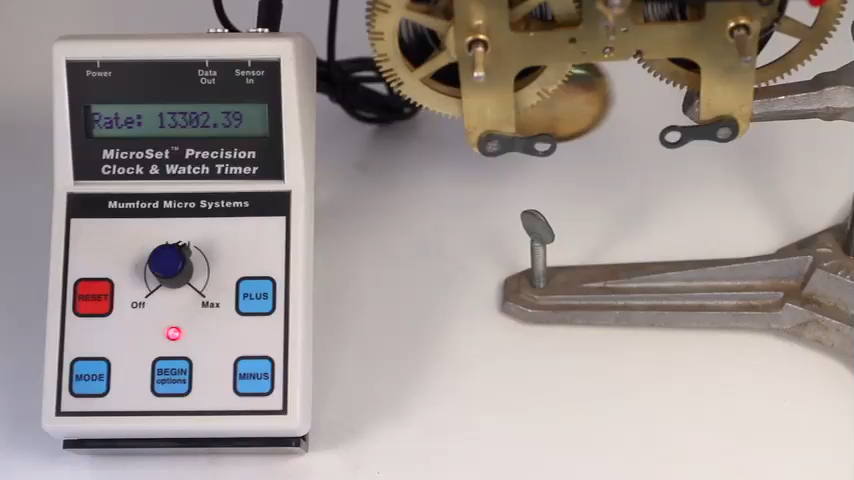 Power
Data Out
Sensor In
Rate: 13302.39
MicroSet™ Precision
Clock & Watch Timer
Mumford Micro Systems
Off
Max
RESET
PLUS
MODE
BEGIN
options
MINUS